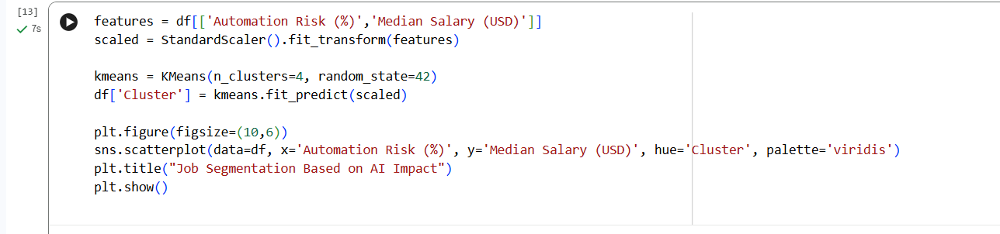 [13]
7s
features = df[['Automation Risk (%)','Median Salary (USD)']]
scaled = StandardScaler().fit_transform(features)
kmeans = KMeans(n_clusters=4, random_state=42)
df['Cluster'] = kmeans.fit_predict(scaled)
plt.figure(figsize=(10,6))
sns.scatterplot(data=df, x='Automation Risk (%)', y='Median Salary (USD)', hue='Cluster', palette='viridis')
plt.title("Job Segmentation Based on AI Impact")
plt.show()